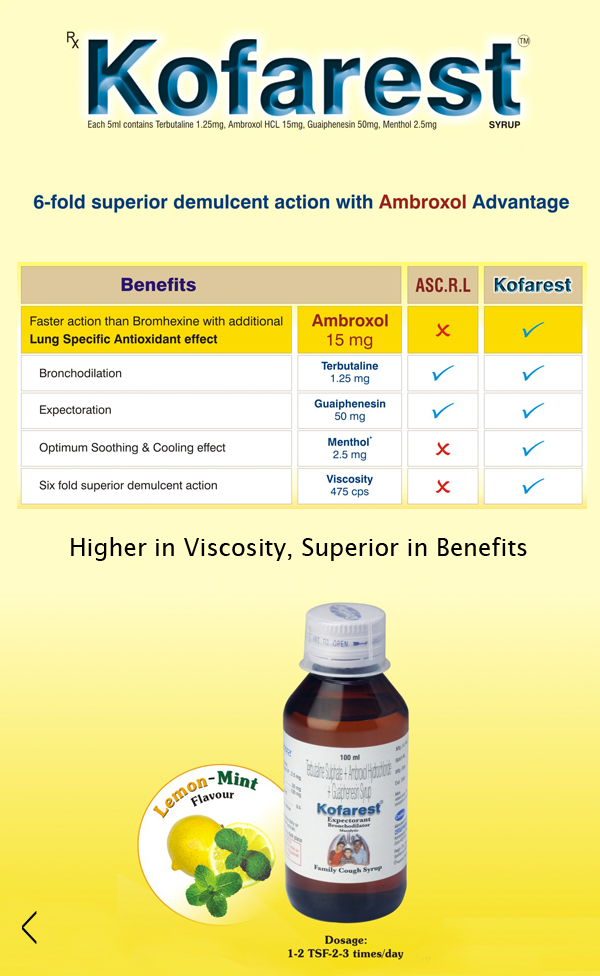 Rx
Kofarest TM
Each 5ml contains Terbutaline 1.25mg, Ambroxol HCL 15mg, Guaiphenesin 50mg, Menthol 2.5mg
SYRUP
6-fold superior demulcent action with Ambroxol Advantage
Benefits ASC.R.L Kofarest
Faster action than Bromhexine with additional
Lung Specific Antioxidant effect
Ambroxol
15 mg
✗ ✓
Bronchodilation
Terbutaline
1.25 mg
✓ ✓
Expectoration
Guaiphenesin
50 mg
✓ ✓
Optimum Soothing & Cooling effect
Menthol*
2.5 mg
✗ ✓
Six fold superior demulcent action
Viscosity
475 cps
✗ ✓
Higher in Viscosity, Superior in Benefits
TO OPEN
100 ml
Terbutaline Sulphate + Ambroxol Hydrochloride
+ Guaiphenesin Syrup
Kofarest
Expectorant
Bronchodilator
Mucolytic
Family Cough Syrup
Lemon-Mint
Flavour
Dosage:
1-2 TSF-2-3 times/day